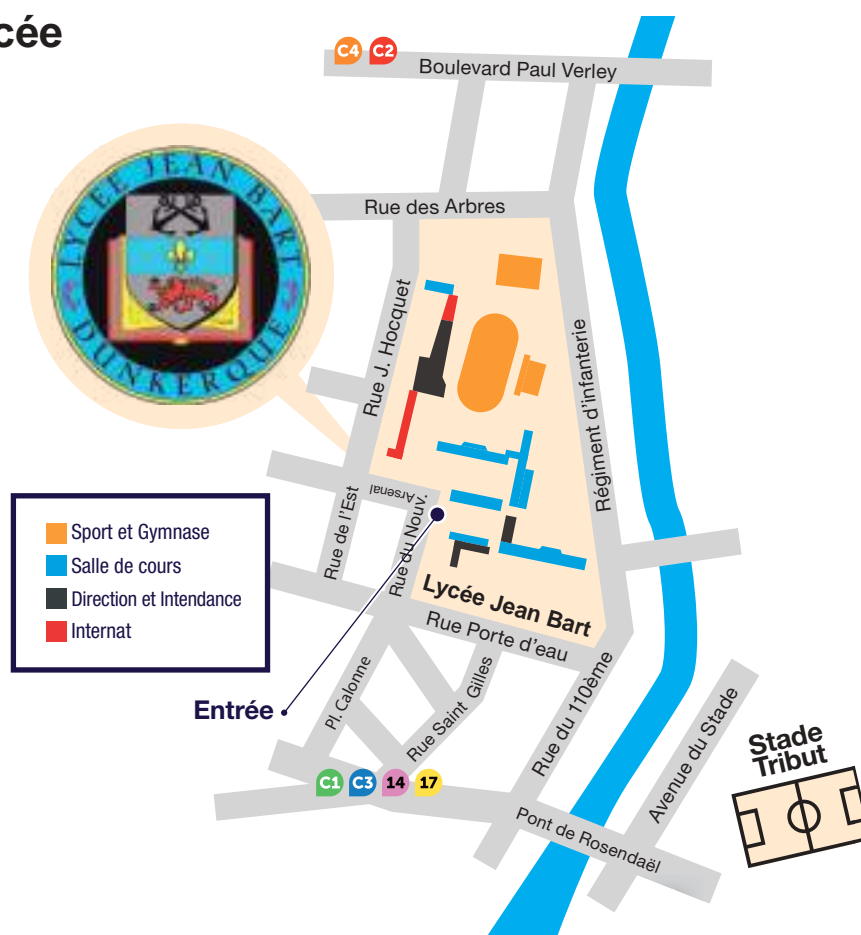 cée
C4 C2
Boulevard Paul Verley
Rue des Arbres
LYCÉE JEAN BART
DUNKERQUE
Rue J. Hocquet
Régiment d'infanterie
Arsenal
Rue de l'Est
Rue du Nouv.
Sport et Gymnase
Salle de cours
Direction et Intendance
Internat
Lycée Jean Bart
Rue Porte d'eau
Entrée
Pl. Calonne
Rue Saint Gilles
Rue du 110ème
Avenue du Stade
Stade
Tribut
C1 C3 14 17
Pont de Rosendaël